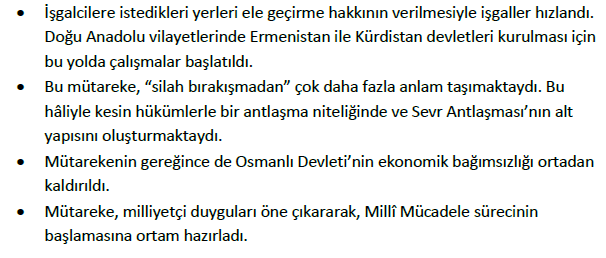 • İşgalcilere istedikleri yerleri ele geçirme hakkının verilmesiyle işgaller hızlandı.
Doğu Anadolu vilayetlerinde Ermenistan ile Kürdistan devletleri kurulması için
bu yolda çalışmalar başlatıldı.
• Bu mütareke, “silah bırakışmadan” çok daha fazla anlam taşımaktaydı. Bu
hâliyle kesin hükümlerle bir antlaşma niteliğinde ve Sevr Antlaşması’nın alt
yapısını oluşturmaktaydı.
• Mütarekenin gereğince de Osmanlı Devleti’nin ekonomik bağımsızlığı ortadan
kaldırıldı.
• Mütareke, milliyetçi duyguları öne çıkararak, Millî Mücadele sürecinin
başlamasına ortam hazırladı.